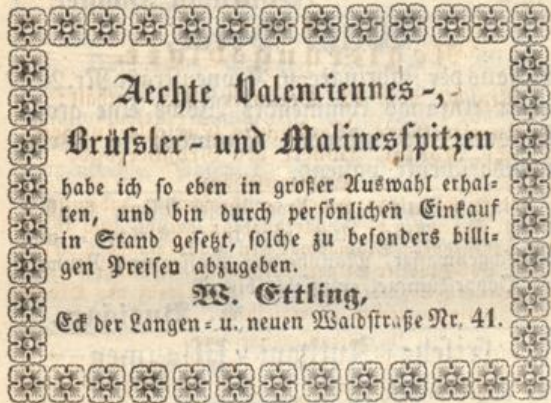 Aechte Valenciennes-,
Brüſsler- und Malinesſpitzen
habe ich ſo eben in großer Auswahl erhal-
ten, und bin durch perſönlichen Einkauf
in Stand geſetzt, ſolche zu beſonders billi-
gen Preiſen abzugeben.
W. Ettling,
Eck der Langen- u. neuen Waldſtraße Nr. 41.